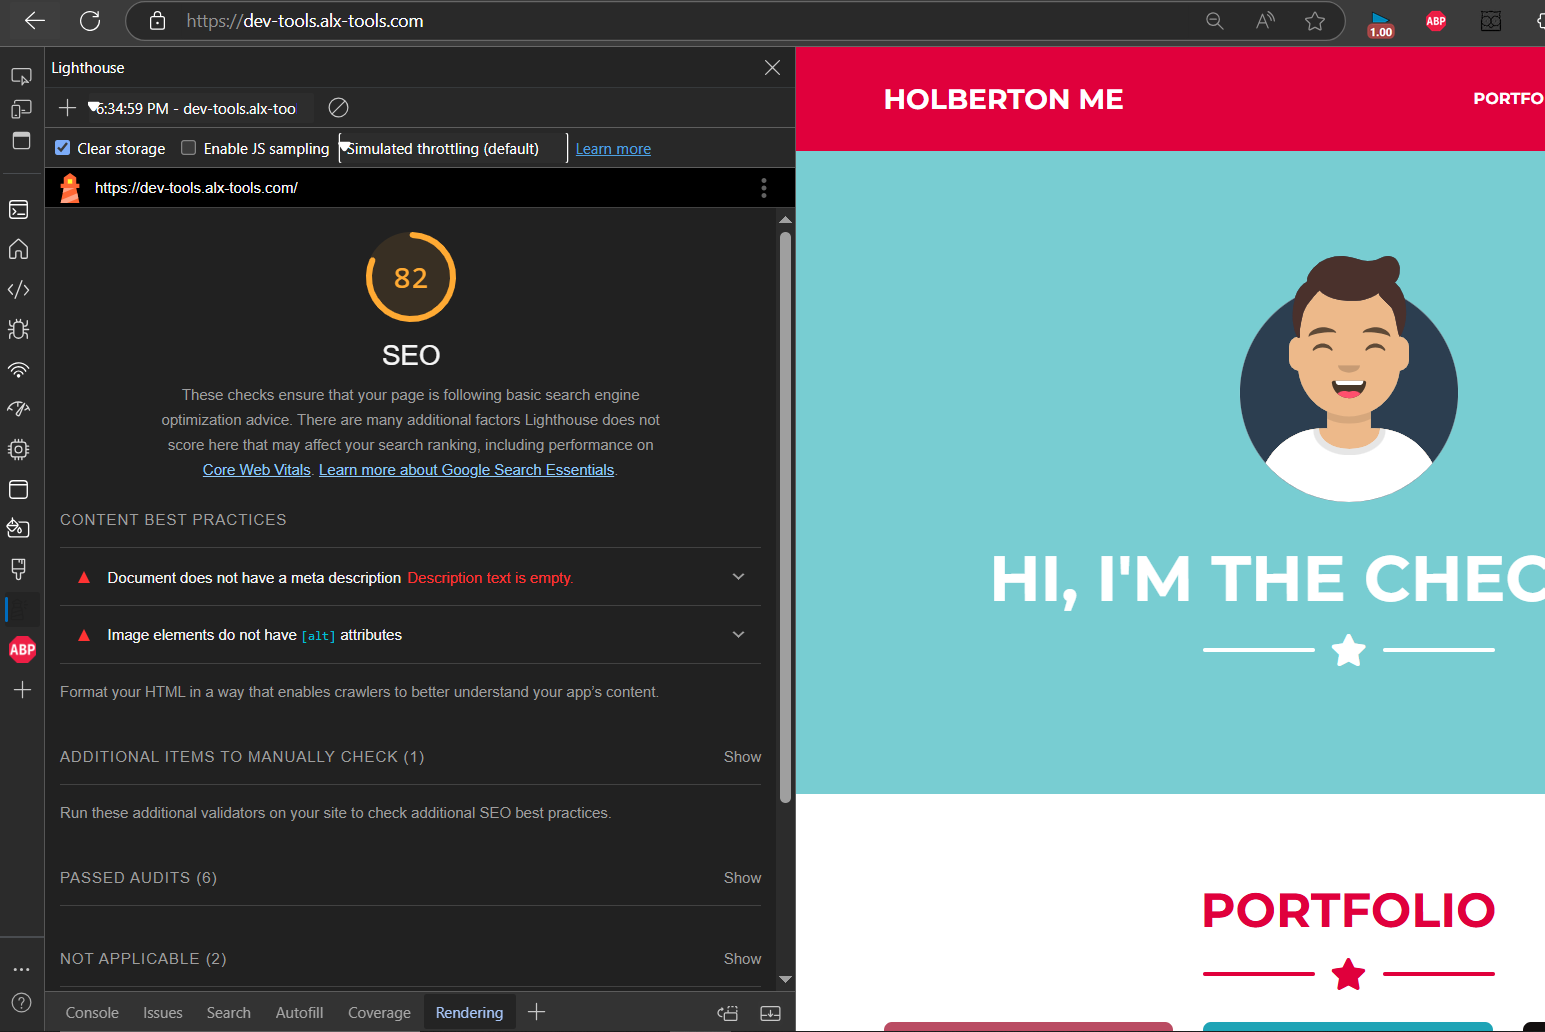 https://dev-tools.alx-tools.com
1.00
ABP
Lighthouse
6:34:59 PM - dev-tools.alx-too
Clear storage
Enable JS sampling
Simulated throttling (default)
Learn more
https://dev-tools.alx-tools.com/
82
SEO
These checks ensure that your page is following basic search engine
optimization advice. There are many additional factors Lighthouse does not
score here that may affect your search ranking, including performance on
Core Web Vitals. Learn more about Google Search Essentials.
CONTENT BEST PRACTICES
Document does not have a meta description Description text is empty.
Image elements do not have [alt] attributes
Format your HTML in a way that enables crawlers to better understand your app's content.
ADDITIONAL ITEMS TO MANUALLY CHECK (1)
Show
Run these additional validators on your site to check additional SEO best practices.
PASSED AUDITS (6)
Show
NOT APPLICABLE (2)
Show
Console
Issues
Search
Autofill
Coverage
Rendering
ABP
HOLBERTON ME
PORTFO
HI, I'M THE CHEC
PORTFOLIO